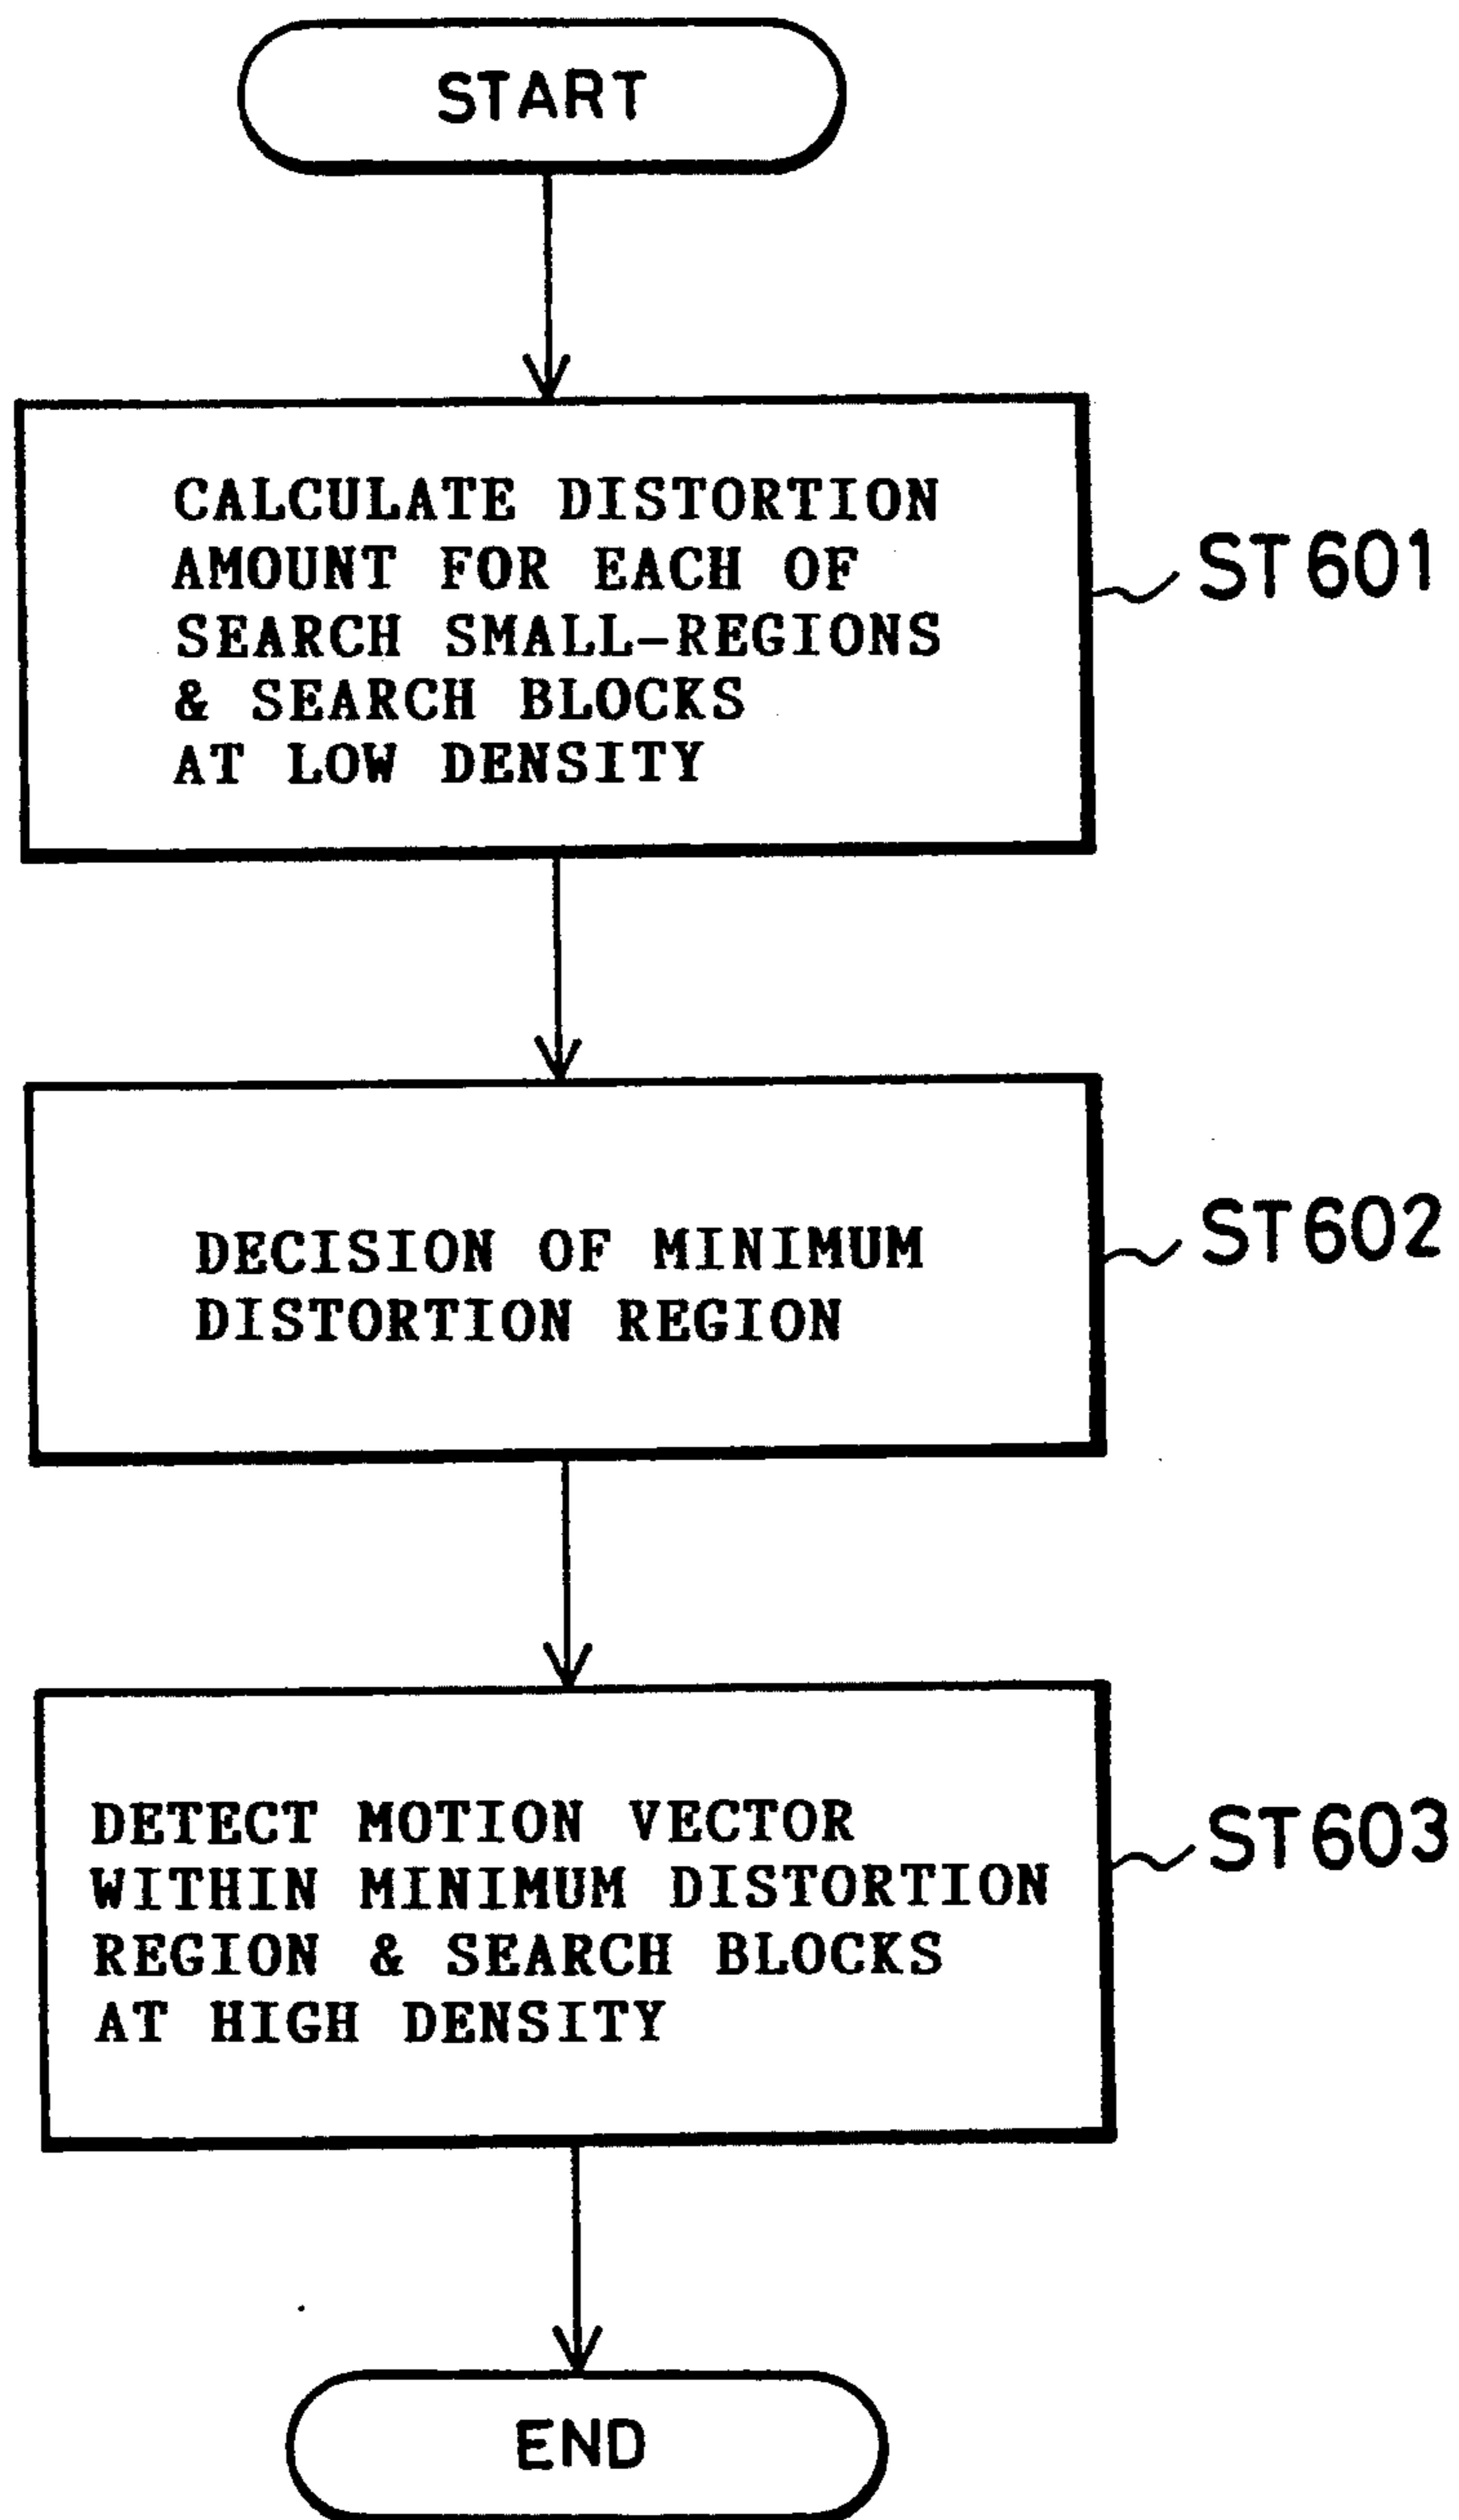 START
CALCULATE DISTORTION
AMOUNT FOR EACH OF
SEARCH SMALL-REGIONS
& SEARCH BLOCKS
AT LOW DENSITY
ST601
DECISION OF MINIMUM
DISTORTION REGION
ST602
DETECT MOTION VECTOR
WITHIN MINIMUM DISTORTION
REGION & SEARCH BLOCKS
AT HIGH DENSITY
ST603
END